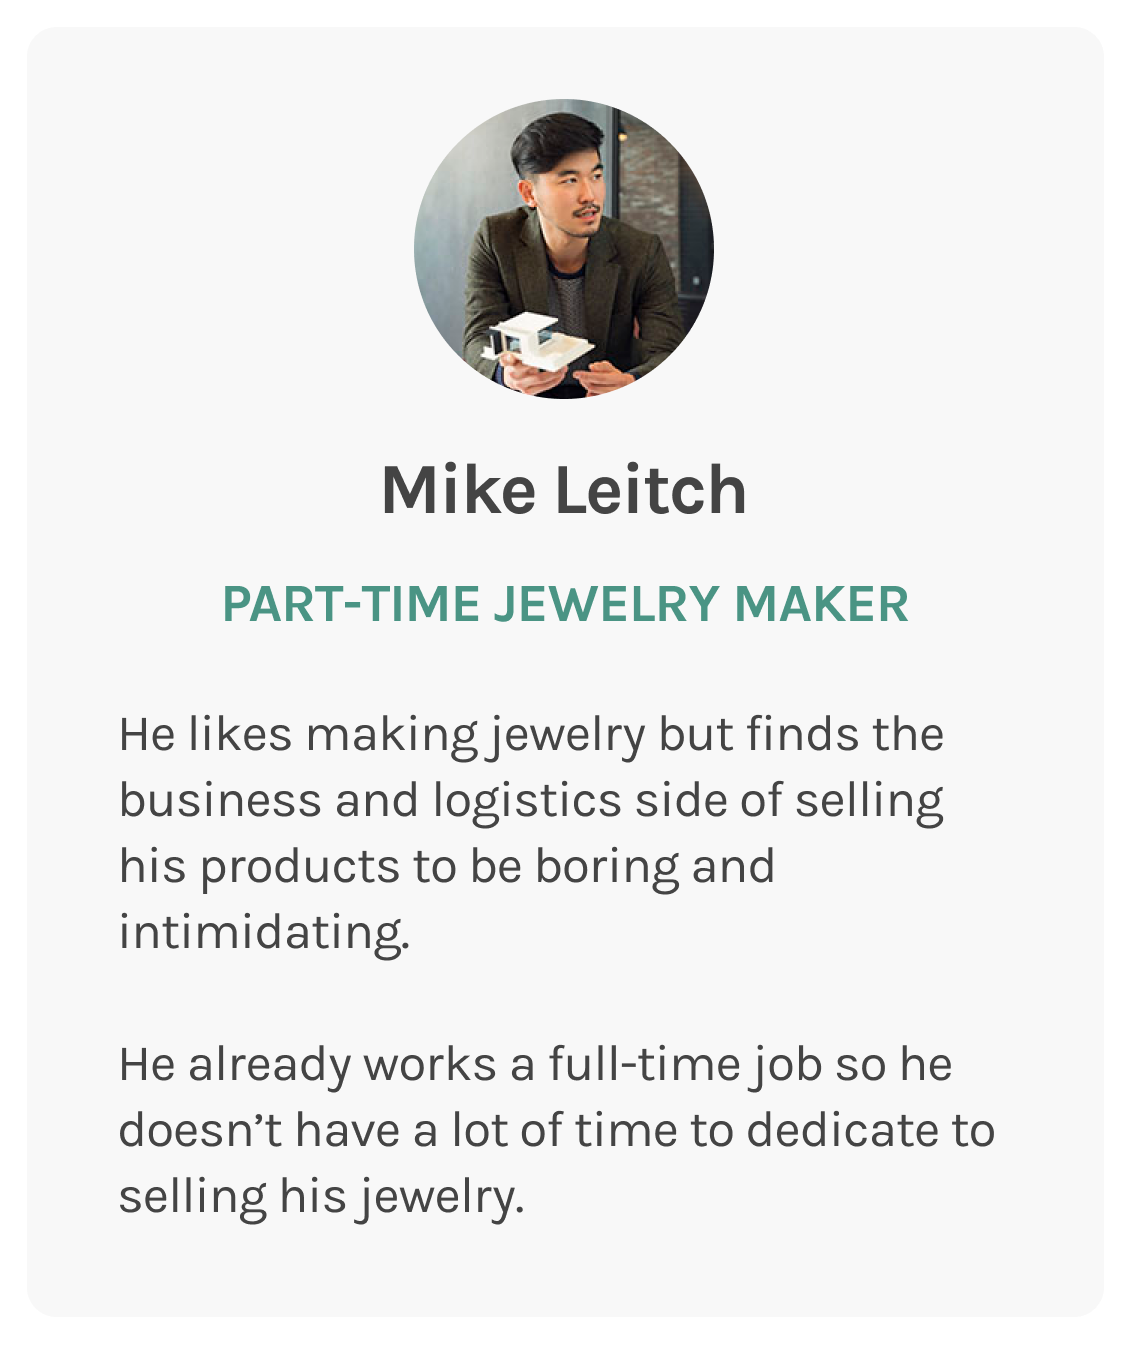 Mike Leitch
PART-TIME JEWELRY MAKER
He likes making jewelry but finds the
business and logistics side of selling
his products to be boring and
intimidating.
He already works a full-time job so he
doesn’t have a lot of time to dedicate to
selling his jewelry.